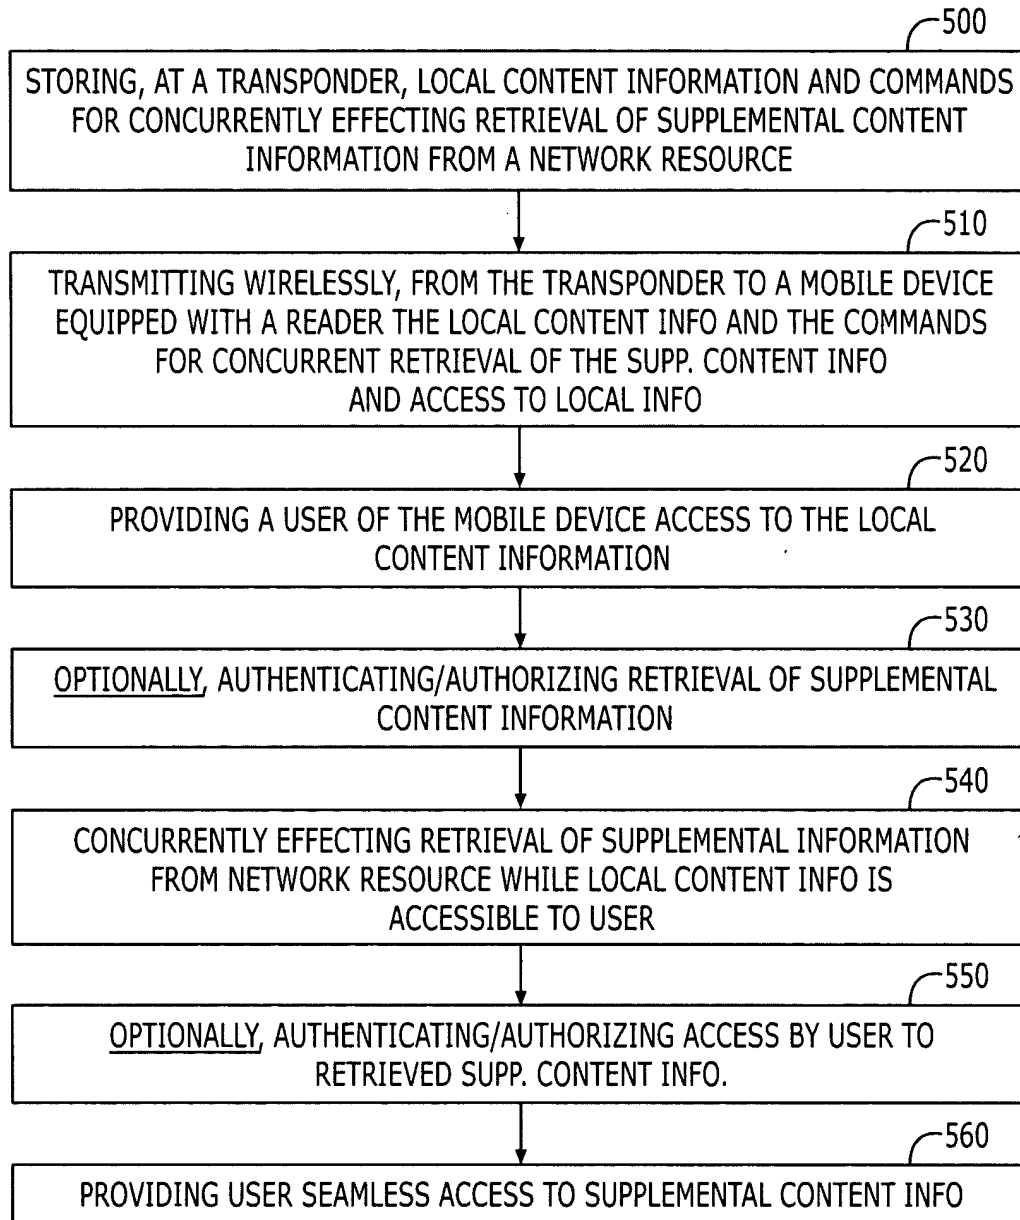 500
STORING, AT A TRANSPONDER, LOCAL CONTENT INFORMATION AND COMMANDS
FOR CONCURRENTLY EFFECTING RETRIEVAL OF SUPPLEMENTAL CONTENT
INFORMATION FROM A NETWORK RESOURCE
510
TRANSMITTING WIRELESSLY, FROM THE TRANSPONDER TO A MOBILE DEVICE
EQUIPPED WITH A READER THE LOCAL CONTENT INFO AND THE COMMANDS
FOR CONCURRENT RETRIEVAL OF THE SUPP. CONTENT INFO
AND ACCESS TO LOCAL INFO
520
PROVIDING A USER OF THE MOBILE DEVICE ACCESS TO THE LOCAL
CONTENT INFORMATION
530
OPTIONALLY, AUTHENTICATING/AUTHORIZING RETRIEVAL OF SUPPLEMENTAL
CONTENT INFORMATION
540
CONCURRENTLY EFFECTING RETRIEVAL OF SUPPLEMENTAL INFORMATION
FROM NETWORK RESOURCE WHILE LOCAL CONTENT INFO IS
ACCESSIBLE TO USER
550
OPTIONALLY, AUTHENTICATING/AUTHORIZING ACCESS BY USER TO
RETRIEVED SUPP. CONTENT INFO.
560
PROVIDING USER SEAMLESS ACCESS TO SUPPLEMENTAL CONTENT INFO